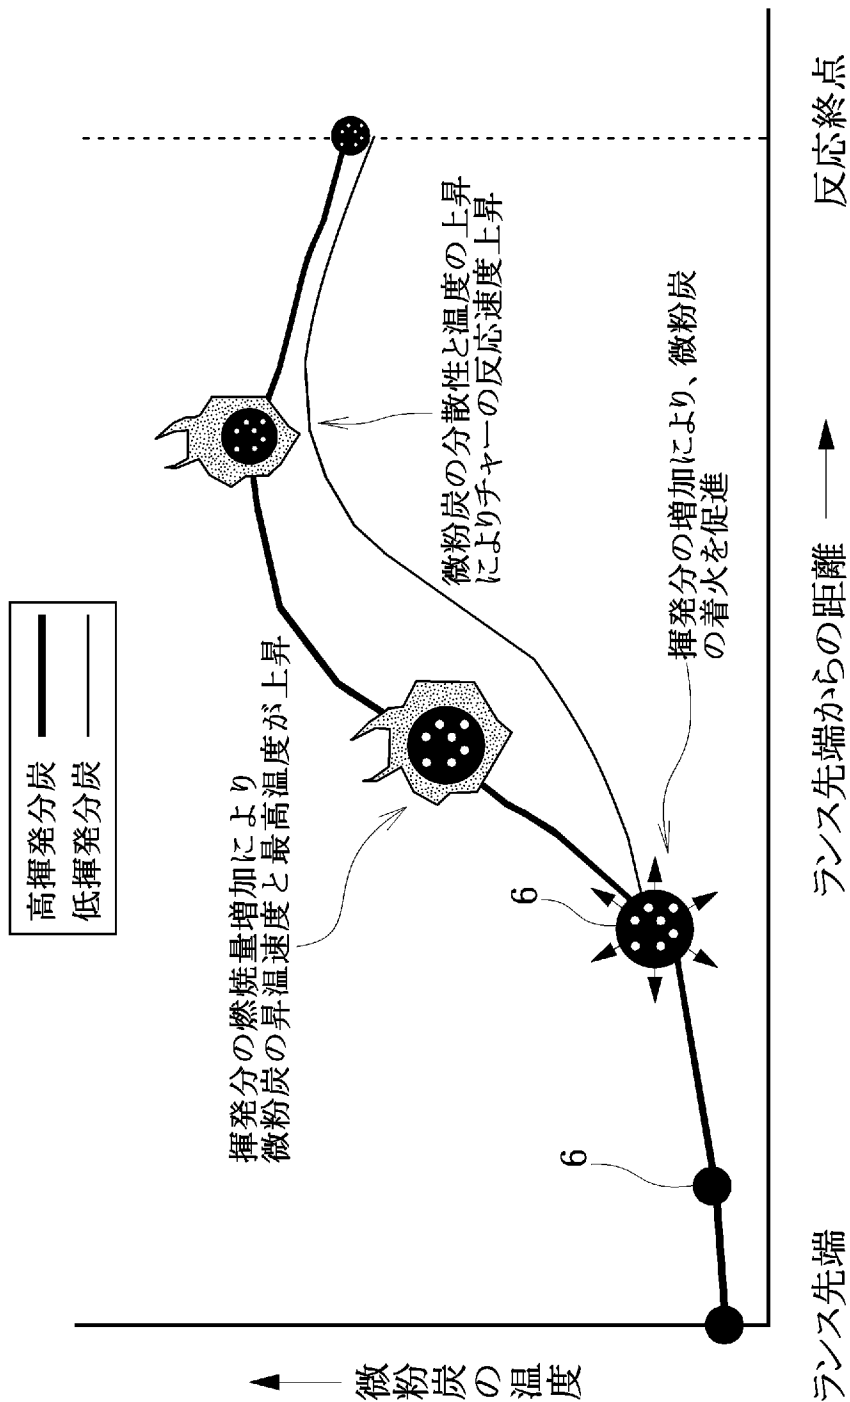 高揮発分炭
低揮発分炭
揮発分の燃焼量増加により
微粉炭の昇温速度と最高温度が上昇
微粉炭の分散性と温度の上昇
によりチャーの反応速度上昇
揮発分の増加により、微粉炭
の着火を促進
6
6
微粉炭の温度
ランス先端
ランス先端からの距離
反応終点